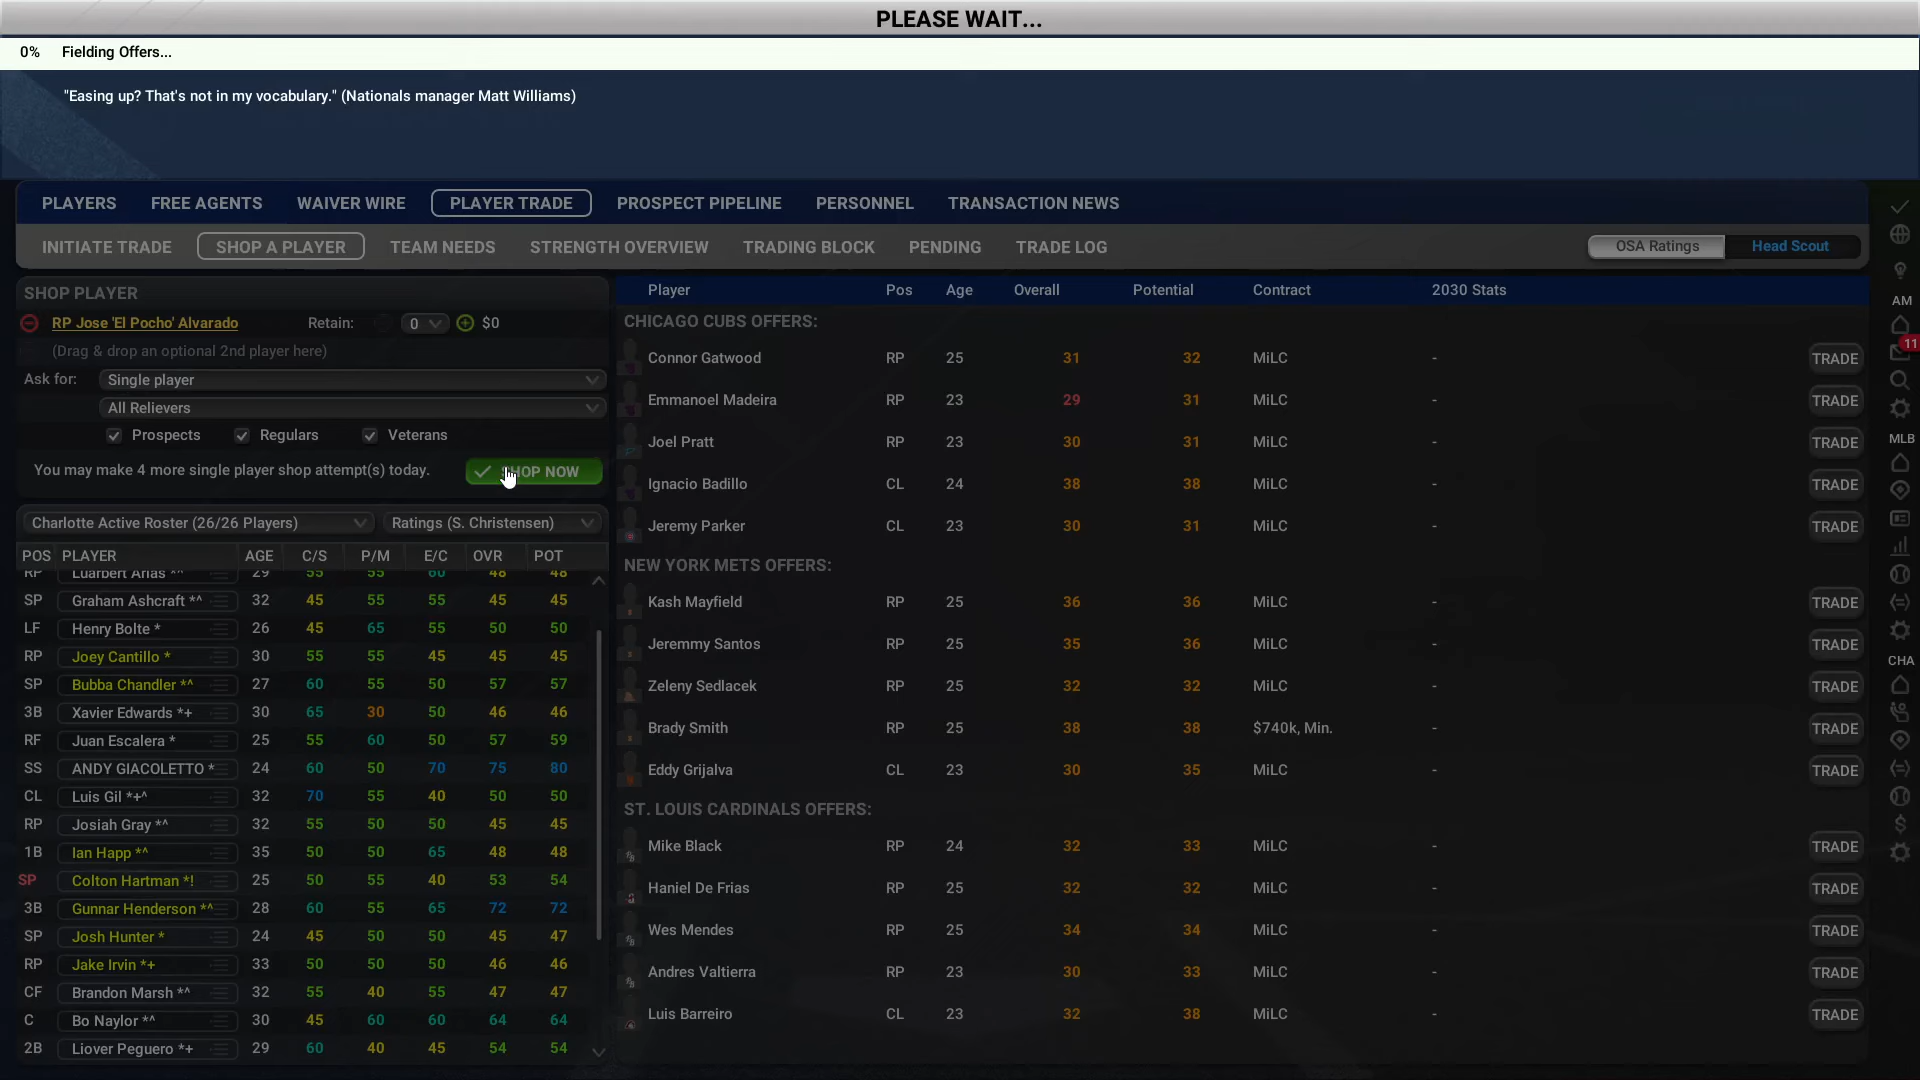 PLEASE WAIT...
0% Fielding Offers...
"Easing up? That's not in my vocabulary." (Nationals manager Matt Williams)
PLAYERS FREE AGENTS WAIVER WIRE PLAYER TRADE PROSPECT PIPELINE PERSONNEL TRANSACTION NEWS
INITIATE TRADE SHOP A PLAYER TEAM NEEDS STRENGTH OVERVIEW TRADING BLOCK PENDING TRADE LOG OSA Ratings Head Scout
SHOP PLAYER
RP Jose 'El Pocho' Alvarado Retain: 0 $0
(Drag & drop an optional 2nd player here)
Ask for: Single player
All Relievers
Prospects Regulars Veterans
You may make 4 more single player shop attempt(s) today. SHOP NOW
Charlotte Active Roster (26/26 Players) Ratings (S. Christensen)
POS PLAYER AGE C/S P/M E/C OVR POT
RP Luarbert Arias *^ 29 55 55 60 48 48
SP Graham Ashcraft *^ 32 45 55 55 45 45
LF Henry Bolte * 26 45 65 55 50 50
RP Joey Cantillo * 30 55 55 45 45 45
SP Bubba Chandler *^ 27 60 55 50 57 57
3B Xavier Edwards *+ 30 65 30 50 46 46
RF Juan Escalera * 25 55 60 50 57 59
SS ANDY GIACOLETTO * 24 60 50 70 75 80
CL Luis Gil *+^ 32 70 55 40 50 50
RP Josiah Gray *^ 32 55 50 50 45 45
1B Ian Happ *^ 35 50 50 65 48 48
SP Colton Hartman *! 25 50 55 40 53 54
3B Gunnar Henderson *^ 28 60 55 65 72 72
SP Josh Hunter * 24 45 50 50 45 47
RP Jake Irvin *+ 33 50 50 50 46 46
CF Brandon Marsh *^ 32 55 40 55 47 47
C Bo Naylor *^ 30 45 60 60 64 64
2B Liover Peguero *+ 29 60 40 45 54 54
Player Pos Age Overall Potential Contract 2030 Stats
CHICAGO CUBS OFFERS:
Connor Gatwood RP 25 31 32 MiLC - TRADE
Emmanoel Madeira RP 23 29 31 MiLC - TRADE
Joel Pratt RP 23 30 31 MiLC - TRADE
Ignacio Badillo CL 24 38 38 MiLC - TRADE
Jeremy Parker CL 23 30 31 MiLC - TRADE
NEW YORK METS OFFERS:
Kash Mayfield RP 25 36 36 MiLC - TRADE
Jeremmy Santos RP 25 35 36 MiLC - TRADE
Zeleny Sedlacek RP 25 32 32 MiLC - TRADE
Brady Smith RP 25 38 38 $740k, Min. - TRADE
Eddy Grijalva CL 23 30 35 MiLC - TRADE
ST. LOUIS CARDINALS OFFERS:
Mike Black RP 24 32 33 MiLC - TRADE
Haniel De Frias RP 25 32 32 MiLC - TRADE
Wes Mendes RP 25 34 34 MiLC - TRADE
Andres Valtierra RP 23 30 33 MiLC - TRADE
Luis Barreiro CL 23 32 38 MiLC - TRADE
AM
11
MLB
CHA